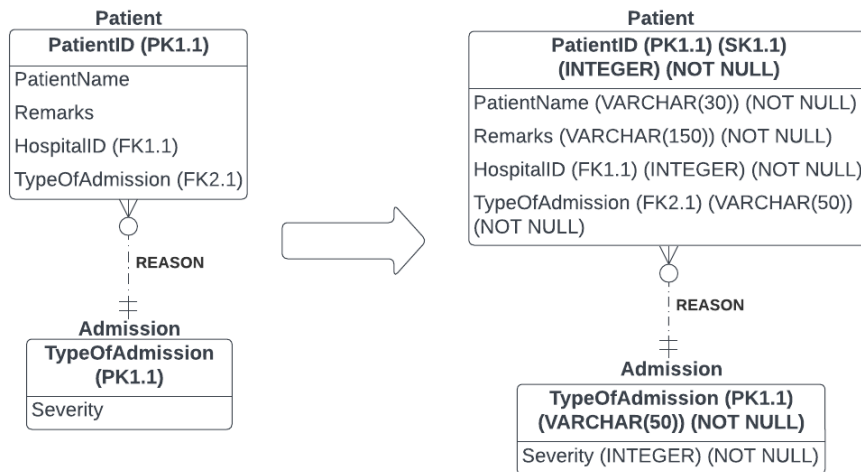 Patient
PatientID (PK1.1)
PatientName
Remarks
HospitalID (FK1.1)
TypeOfAdmission (FK2.1)
REASON
Admission
TypeOfAdmission
(PK1.1)
Severity
Patient
PatientID (PK1.1) (SK1.1)
(INTEGER) (NOT NULL)
PatientName (VARCHAR(30)) (NOT NULL)
Remarks (VARCHAR(150)) (NOT NULL)
HospitalID (FK1.1) (INTEGER) (NOT NULL)
TypeOfAdmission (FK2.1) (VARCHAR(50))
(NOT NULL)
REASON
Admission
TypeOfAdmission (PK1.1)
(VARCHAR(50)) (NOT NULL)
Severity (INTEGER) (NOT NULL)